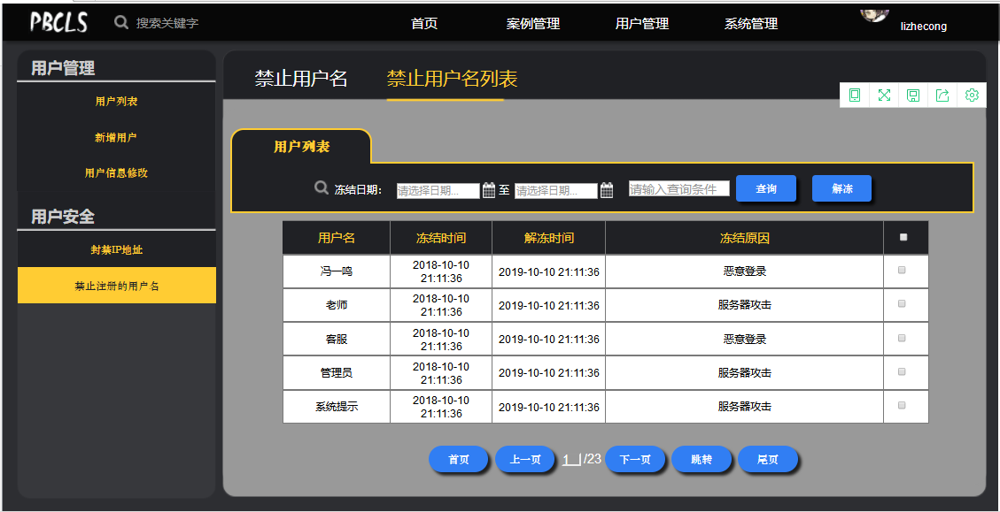 PBCLS 搜索关键字 首页 案例管理 用户管理 系统管理 lizhecong
用户管理
用户列表
新增用户
用户信息修改
用户安全
封禁IP地址
禁止注册的用户名
禁止用户名 禁止用户名列表
用户列表
冻结日期： 请选择日期... 至 请选择日期... 请输入查询条件 查询 解冻
用户名 冻结时间 解冻时间 冻结原因
冯一鸣 2018-10-10 21:11:36 2019-10-10 21:11:36 恶意登录
老师 2018-10-10 21:11:36 2019-10-10 21:11:36 服务器攻击
客服 2018-10-10 21:11:36 2019-10-10 21:11:36 恶意登录
管理员 2018-10-10 21:11:36 2019-10-10 21:11:36 服务器攻击
系统提示 2018-10-10 21:11:36 2019-10-10 21:11:36 服务器攻击
首页 上一页 1 /23 下一页 跳转 尾页